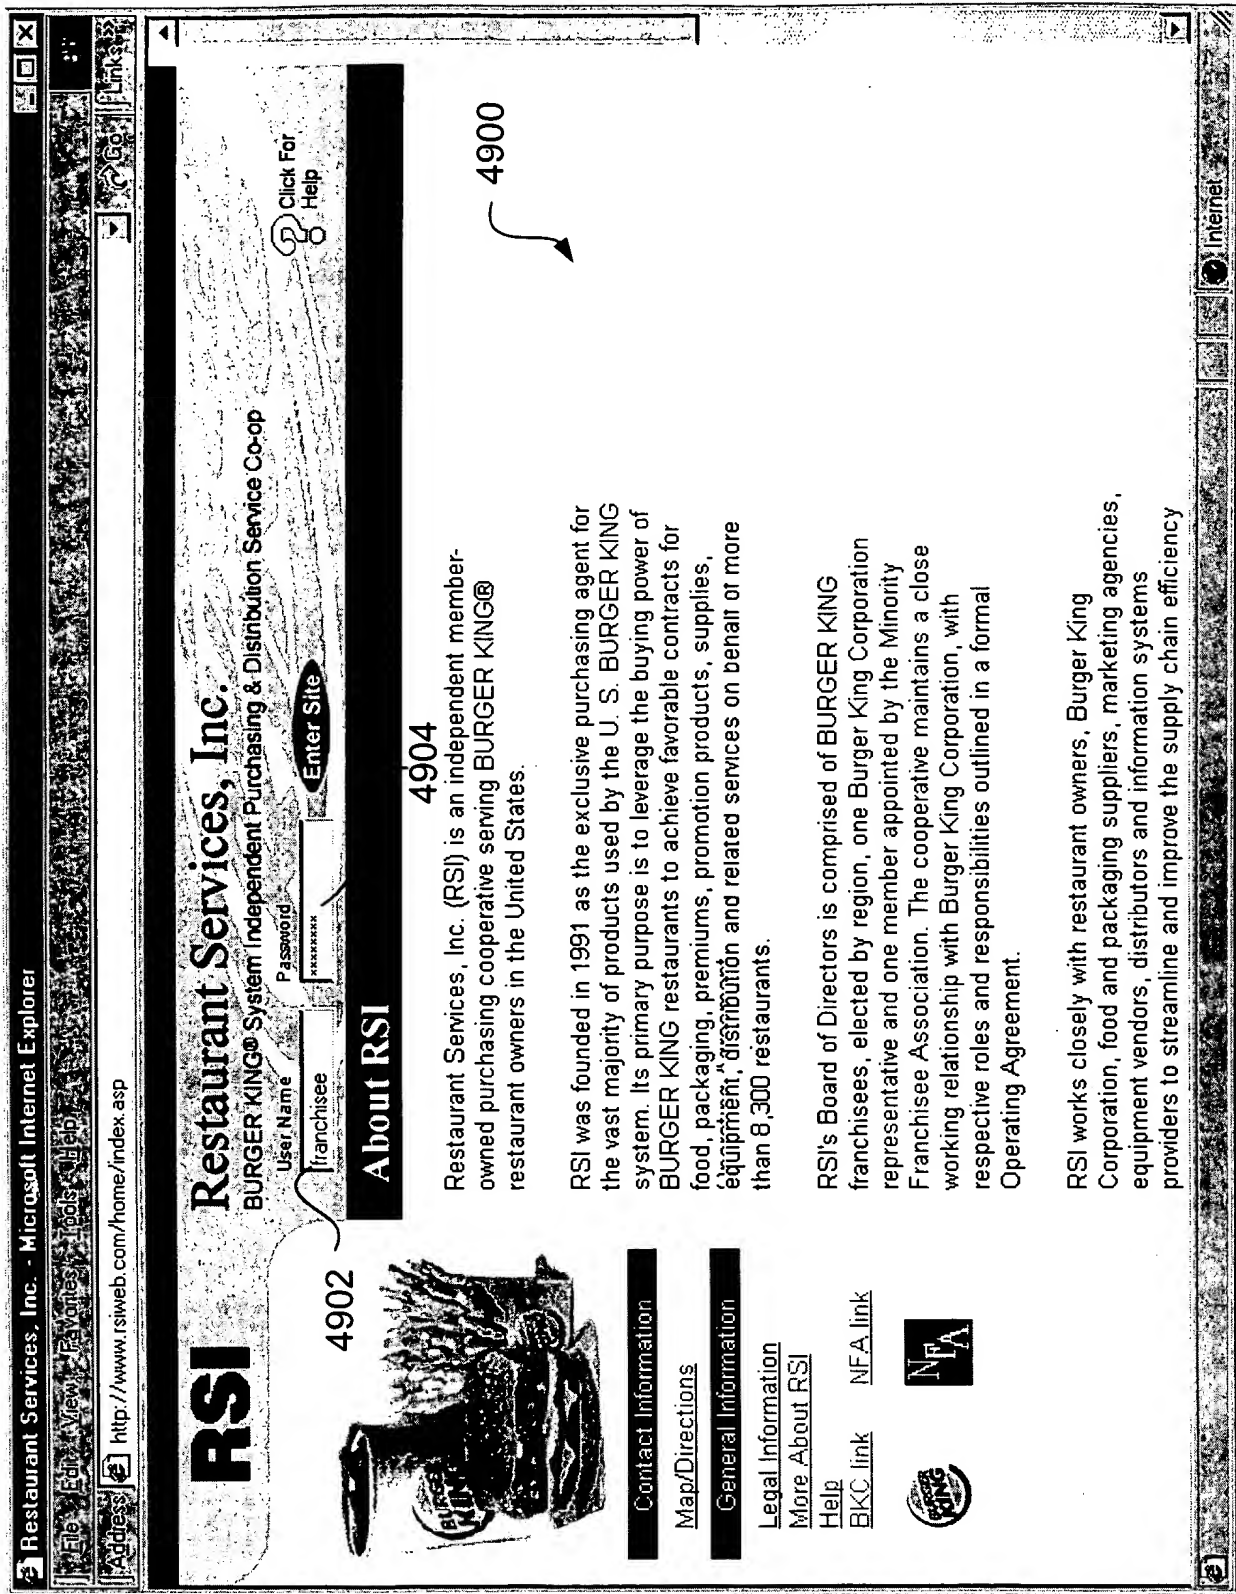 Restaurant Services, Inc. - Microsoft Internet Explorer
File Edit View Favorites Tools Help
Address http://www.rsiweb.com/home/index.asp Go Links »
RSI
Restaurant Services, Inc.
BURGER KING® System Independent Purchasing & Distribution Service Co-op
User Name Password
franchisee xxxxxxxxx Enter Site
Click For
Help
4902
4904
4900
About RSI
BURGER
KING
Contact Information
Map/Directions
General Information
Legal Information
More About RSI
Help
BKC link NFA link
BURGER
KING
NFA
Restaurant Services, Inc. (RSI) is an independent member-
owned purchasing cooperative serving BURGER KING®
restaurant owners in the United States.
RSI was founded in 1991 as the exclusive purchasing agent for
the vast majority of products used by the U. S. BURGER KING
system. Its primary purpose is to leverage the buying power of
BURGER KING restaurants to achieve favorable contracts for
food, packaging, premiums, promotion products, supplies,
equipment, distribution and related services on behalf of more
than 8,300 restaurants.
RSI's Board of Directors is comprised of BURGER KING
franchisees, elected by region, one Burger King Corporation
representative and one member appointed by the Minority
Franchisee Association. The cooperative maintains a close
working relationship with Burger King Corporation, with
respective roles and responsibilities outlined in a formal
Operating Agreement.
RSI works closely with restaurant owners, Burger King
Corporation, food and packaging suppliers, marketing agencies,
equipment vendors, distributors and information systems
providers to streamline and improve the supply chain efficiency
Internet